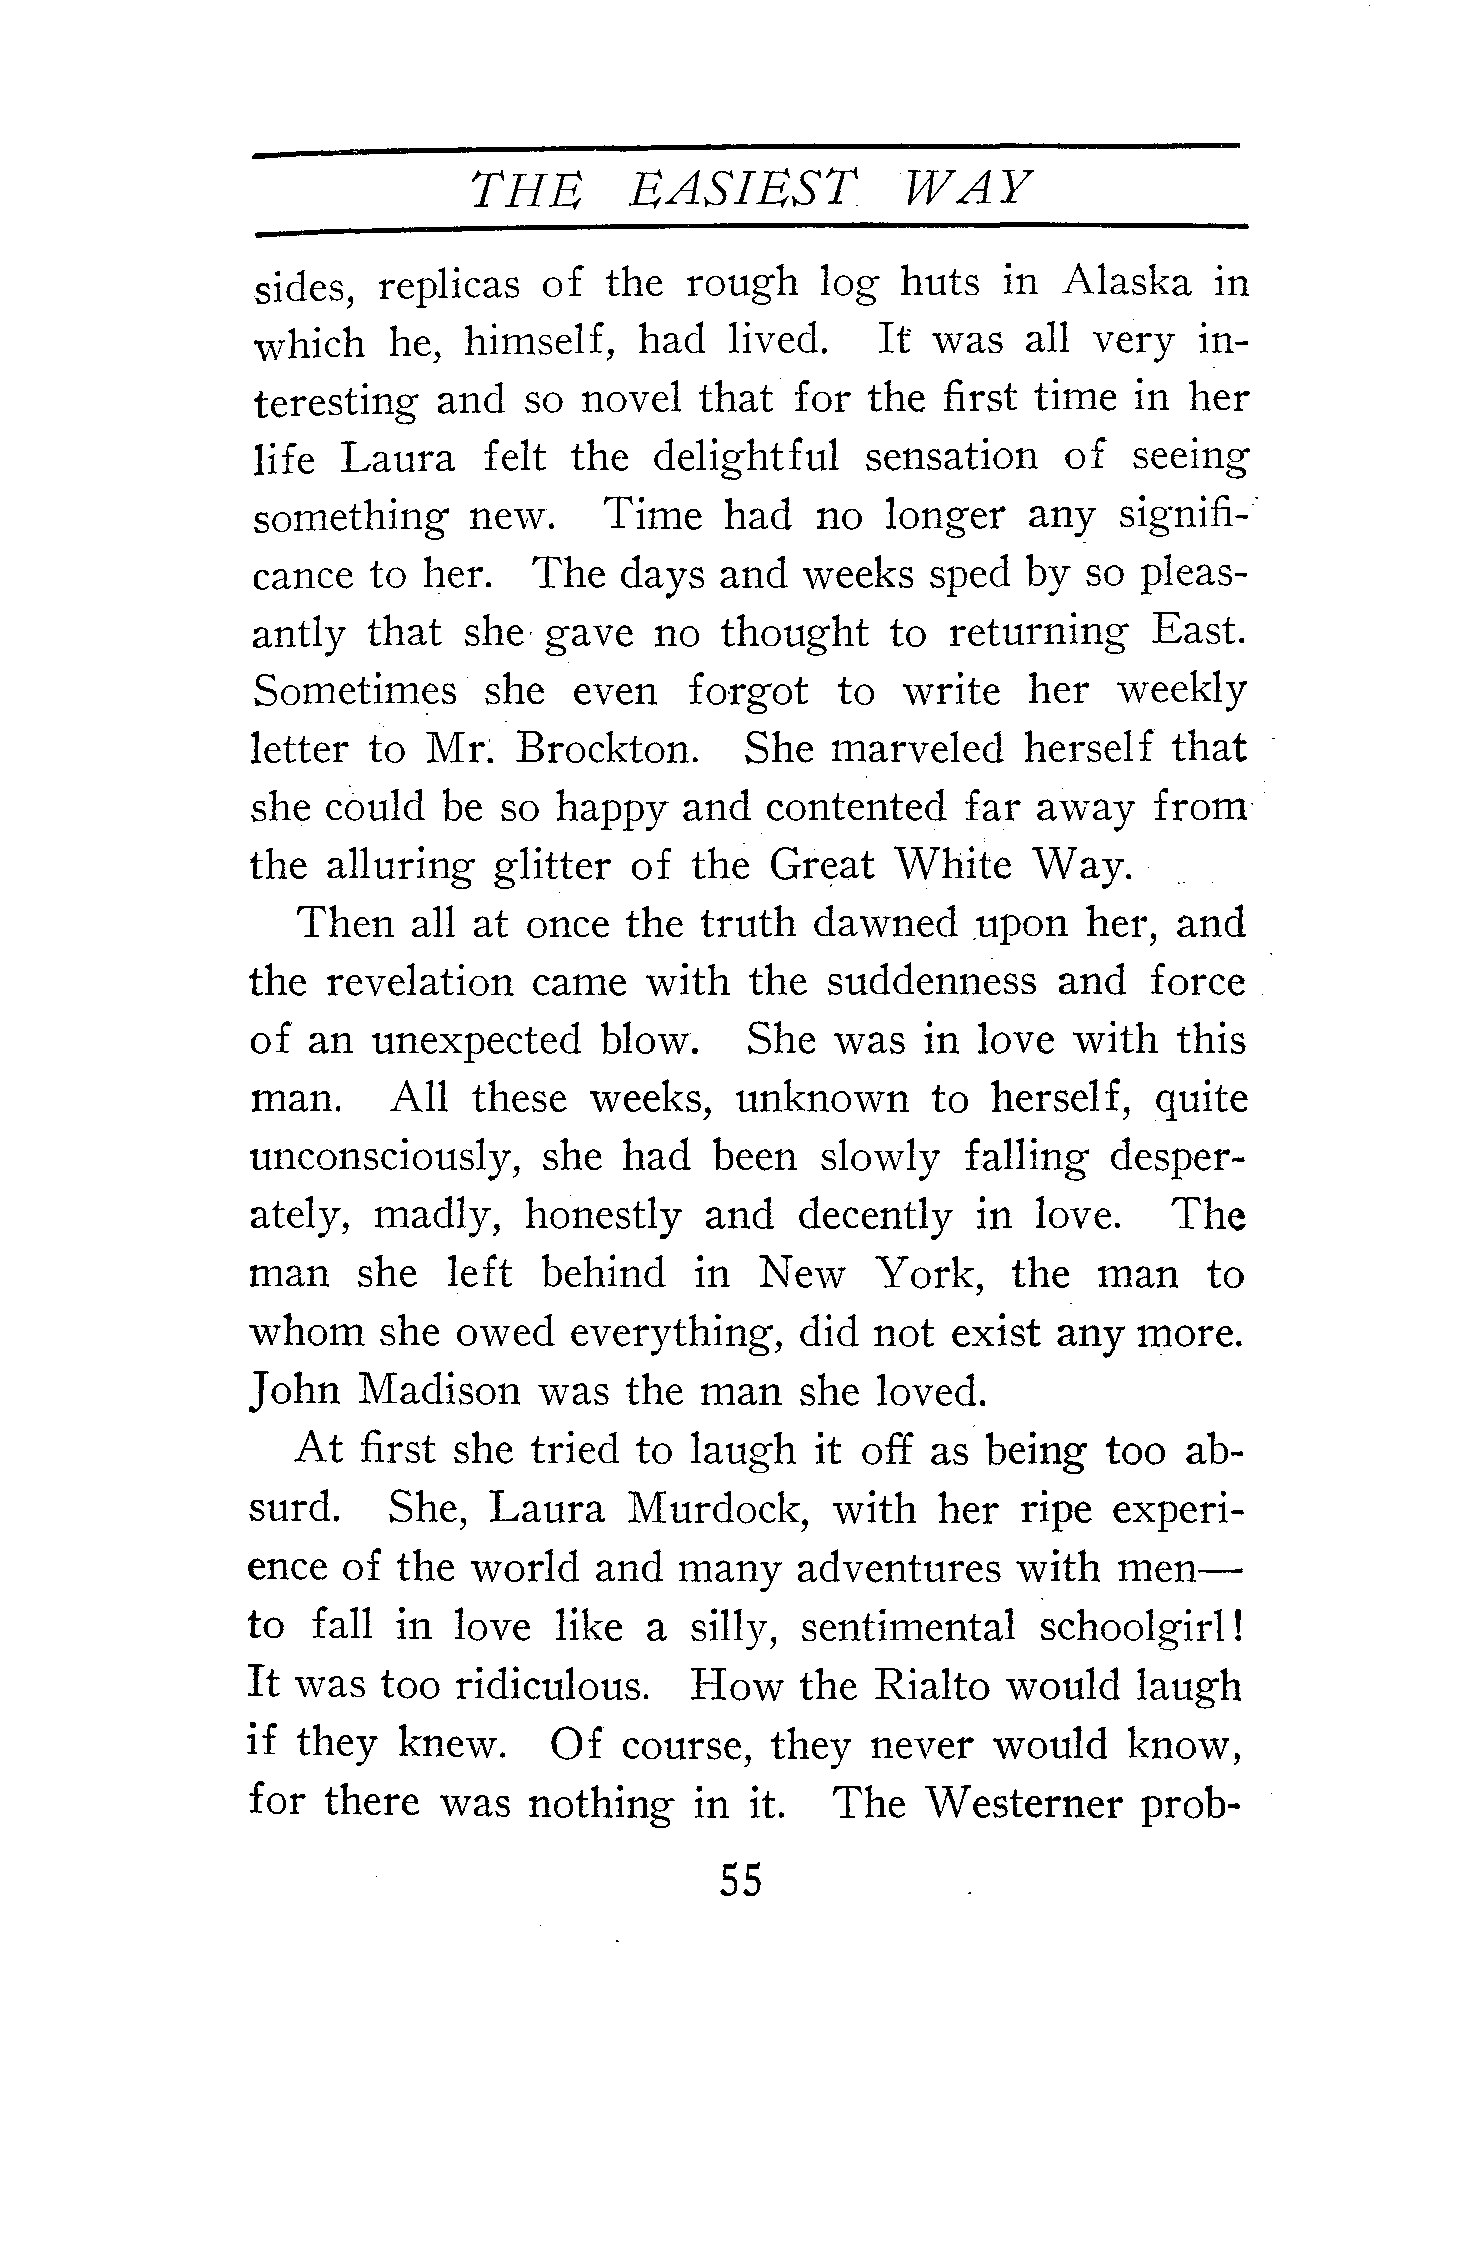 THE EASIEST WAY
sides, replicas of the rough log huts in Alaska in
which he, himself, had lived. It was all very in-
teresting and so novel that for the first time in her
life Laura felt the delightful sensation of seeing
something new. Time had no longer any signifi-
cance to her. The days and weeks sped by so pleas-
antly that she gave no thought to returning East.
Sometimes she even forgot to write her weekly
letter to Mr. Brockton. She marveled herself that
she could be so happy and contented far away from
the alluring glitter of the Great White Way.
Then all at once the truth dawned upon her, and
the revelation came with the suddenness and force
of an unexpected blow. She was in love with this
man. All these weeks, unknown to herself, quite
unconsciously, she had been slowly falling desper-
ately, madly, honestly and decently in love. The
man she left behind in New York, the man to
whom she owed everything, did not exist any more.
John Madison was the man she loved.
At first she tried to laugh it off as being too ab-
surd. She, Laura Murdock, with her ripe experi-
ence of the world and many adventures with men—
to fall in love like a silly, sentimental schoolgirl!
It was too ridiculous. How the Rialto would laugh
if they knew. Of course, they never would know,
for there was nothing in it. The Westerner prob-
55